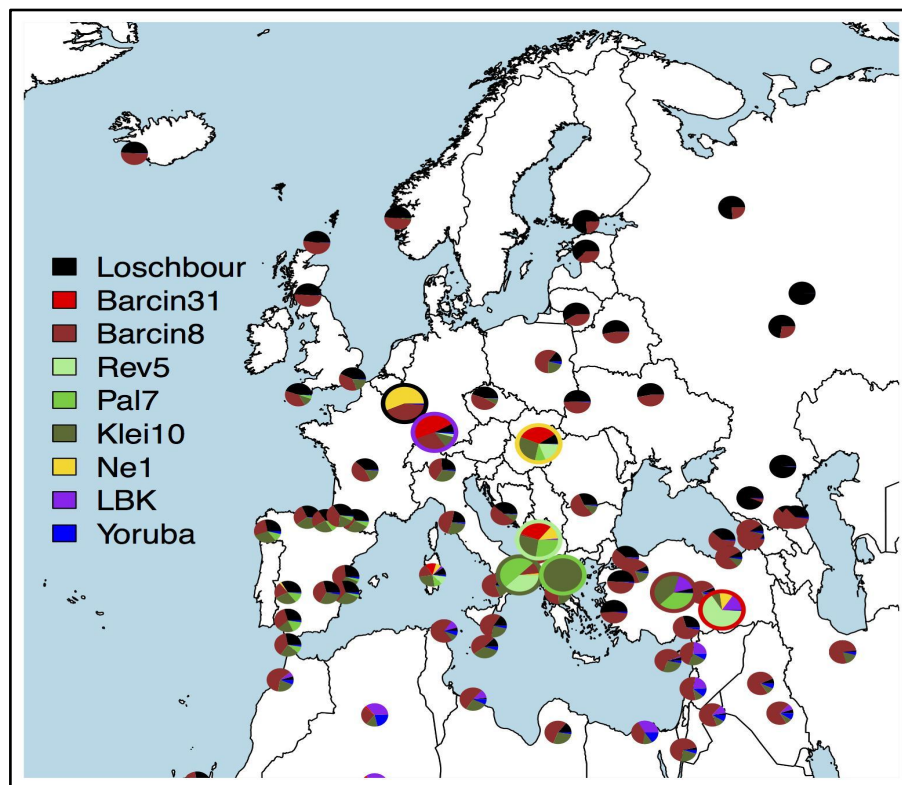 Loschbour
Barcin31
Barcin8
Rev5
Pal7
Klei10
Ne1
LBK
Yoruba